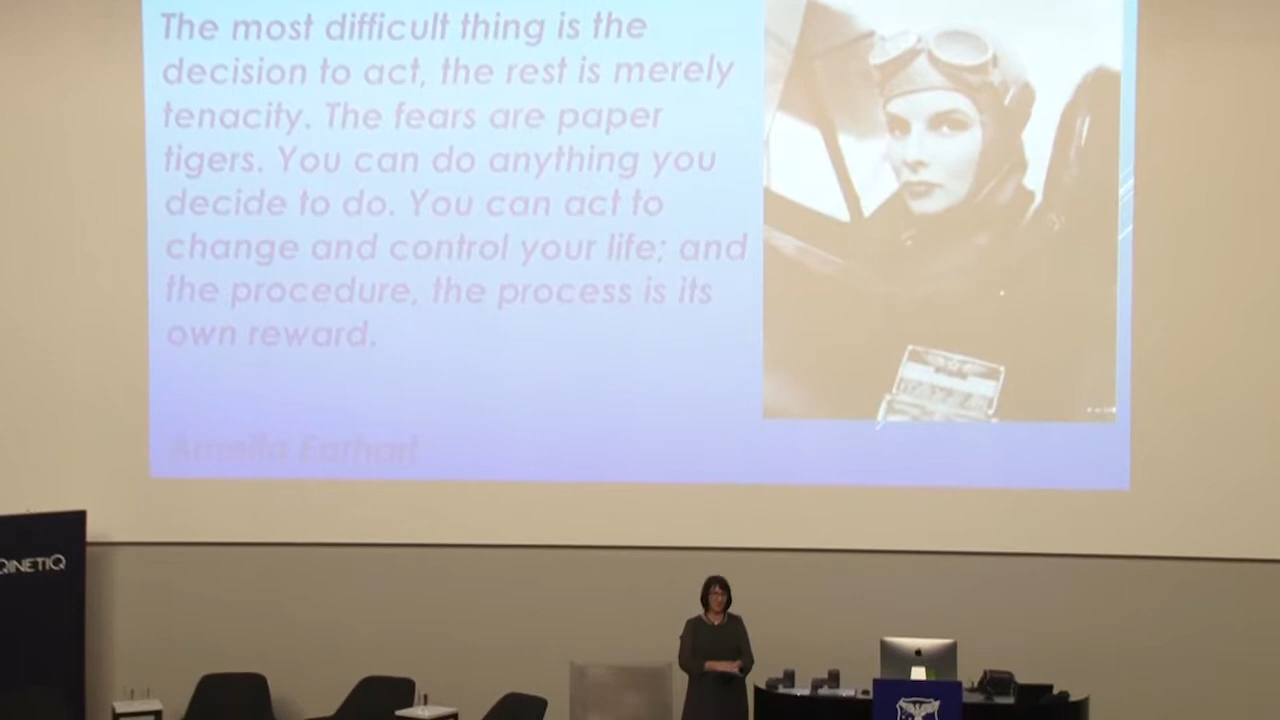 The most difficult thing is the
decision to act, the rest is merely
tenacity. The fears are paper
tigers. You can do anything you
decide to do. You can act to
change and control your life; and
the procedure, the process is its
own reward.
Amelia Earhart
QINETIQ